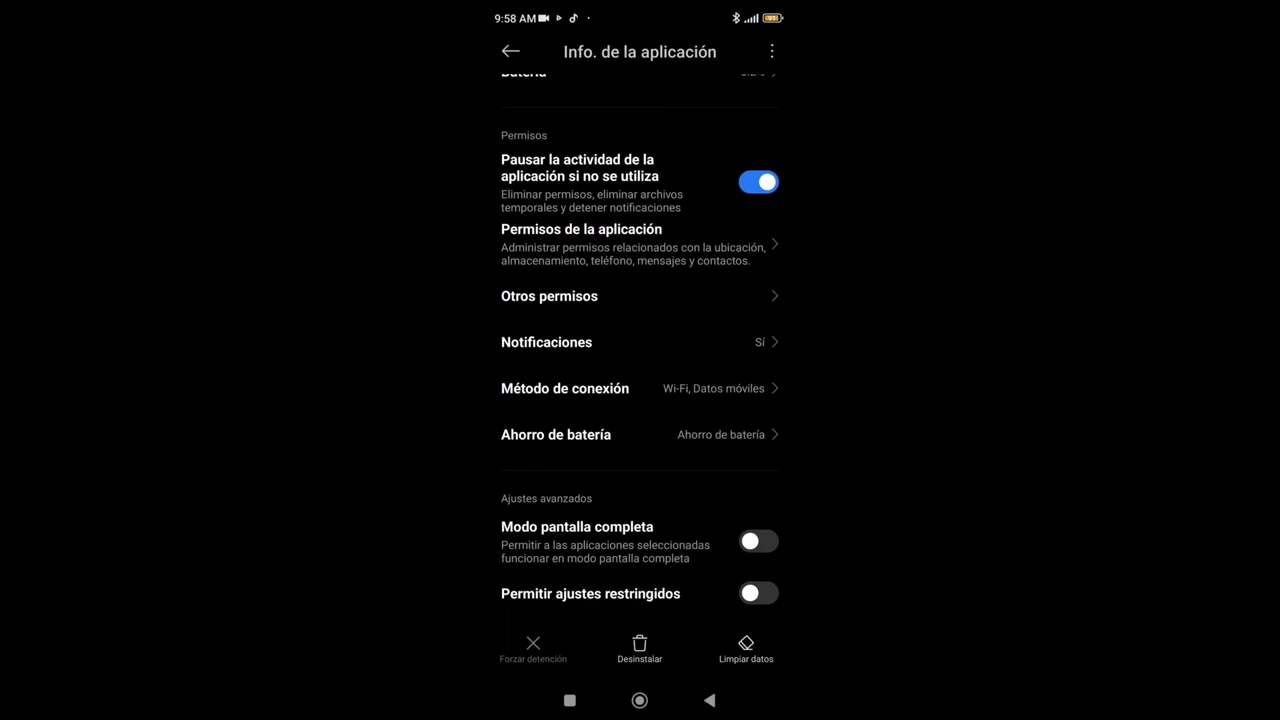 9:58 AM
Info. de la aplicación
Batería
Permisos
Pausar la actividad de la
aplicación si no se utiliza
Eliminar permisos, eliminar archivos
temporales y detener notificaciones
Permisos de la aplicación
Administrar permisos relacionados con la ubicación,
almacenamiento, teléfono, mensajes y contactos.
Otros permisos
Notificaciones Sí
Método de conexión Wi-Fi, Datos móviles
Ahorro de batería Ahorro de batería
Ajustes avanzados
Modo pantalla completa
Permitir a las aplicaciones seleccionadas
funcionar en modo pantalla completa
Permitir ajustes restringidos
Forzar detención Desinstalar Limpiar datos